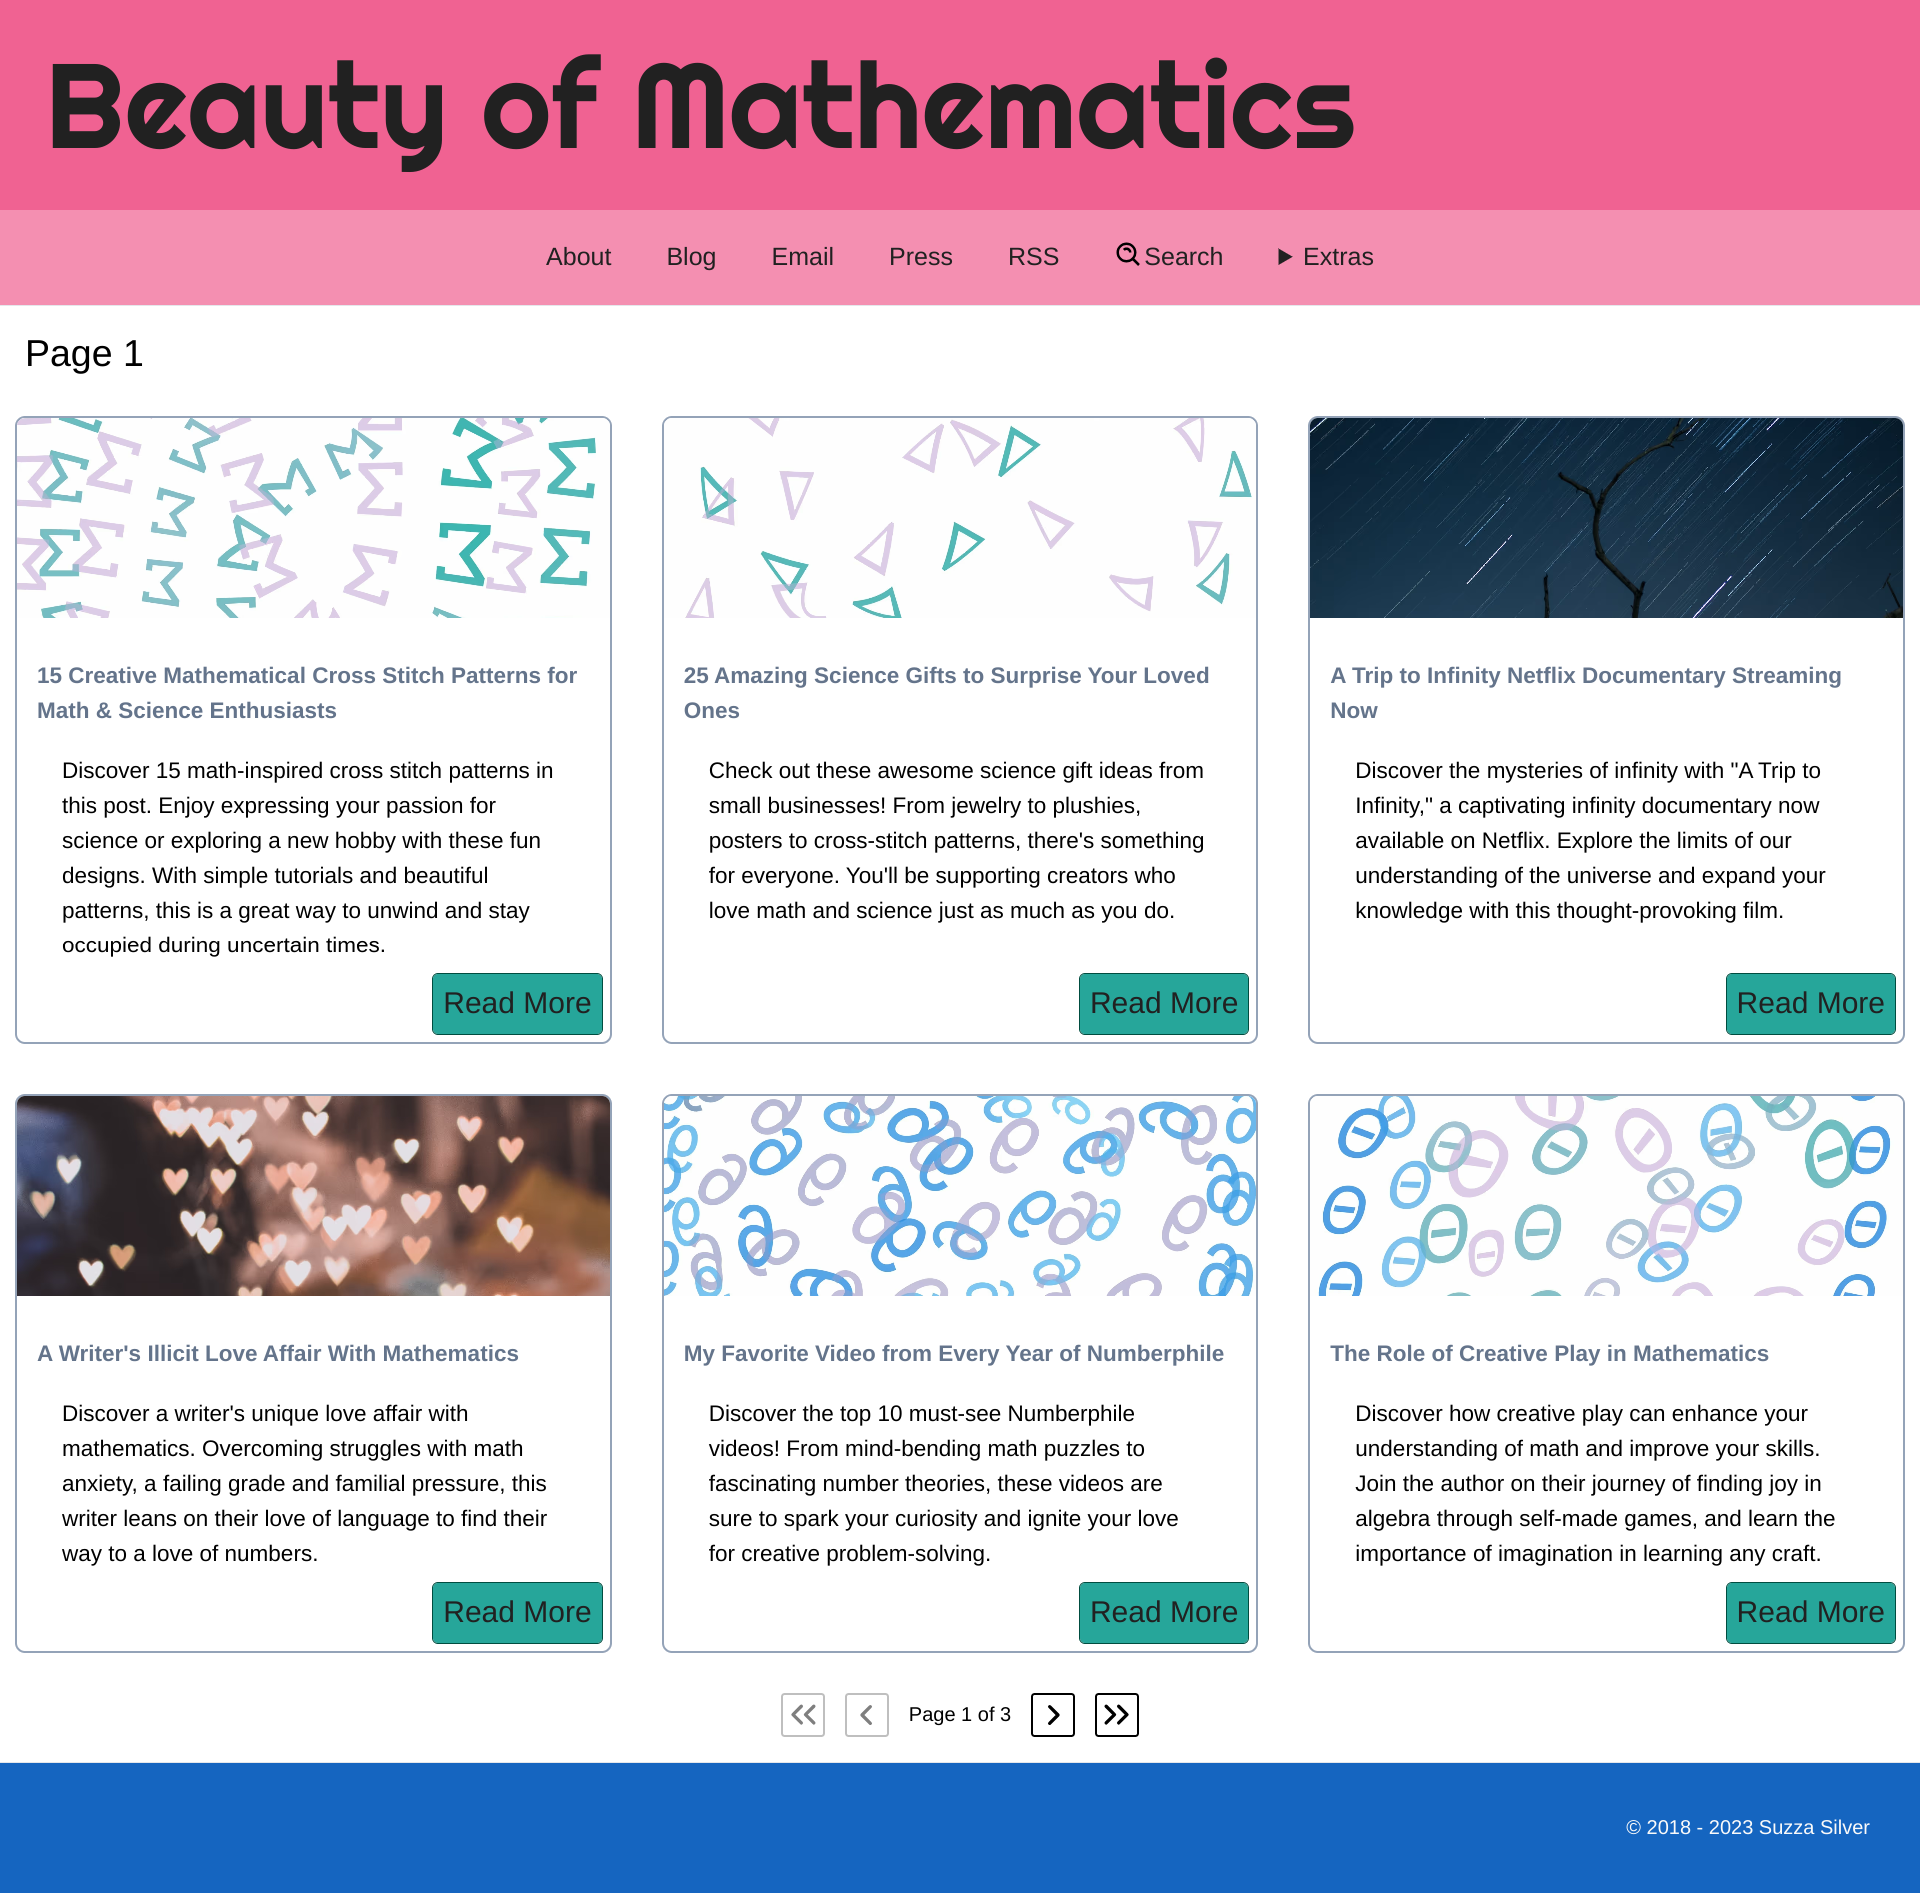 Beauty of Mathematics
About Blog Email Press RSS Search Extras
Page 1
15 Creative Mathematical Cross Stitch Patterns for
Math & Science Enthusiasts
Discover 15 math-inspired cross stitch patterns in
this post. Enjoy expressing your passion for
science or exploring a new hobby with these fun
designs. With simple tutorials and beautiful
patterns, this is a great way to unwind and stay
occupied during uncertain times.
Read More
25 Amazing Science Gifts to Surprise Your Loved
Ones
Check out these awesome science gift ideas from
small businesses! From jewelry to plushies,
posters to cross-stitch patterns, there's something
for everyone. You'll be supporting creators who
love math and science just as much as you do.
Read More
A Trip to Infinity Netflix Documentary Streaming
Now
Discover the mysteries of infinity with "A Trip to
Infinity," a captivating infinity documentary now
available on Netflix. Explore the limits of our
understanding of the universe and expand your
knowledge with this thought-provoking film.
Read More
A Writer's Illicit Love Affair With Mathematics
Discover a writer's unique love affair with
mathematics. Overcoming struggles with math
anxiety, a failing grade and familial pressure, this
writer leans on their love of language to find their
way to a love of numbers.
Read More
My Favorite Video from Every Year of Numberphile
Discover the top 10 must-see Numberphile
videos! From mind-bending math puzzles to
fascinating number theories, these videos are
sure to spark your curiosity and ignite your love
for creative problem-solving.
Read More
The Role of Creative Play in Mathematics
Discover how creative play can enhance your
understanding of math and improve your skills.
Join the author on their journey of finding joy in
algebra through self-made games, and learn the
importance of imagination in learning any craft.
Read More
Page 1 of 3
© 2018 - 2023 Suzza Silver